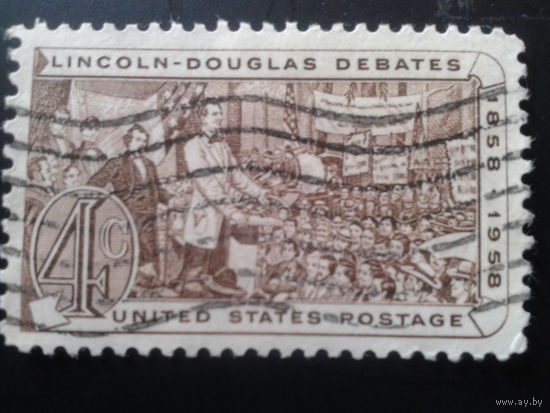 LINCOLN-DOUGLAS DEBATES
1858 · 1958
4c
UNITED STATES POSTAGE
www.ay.by